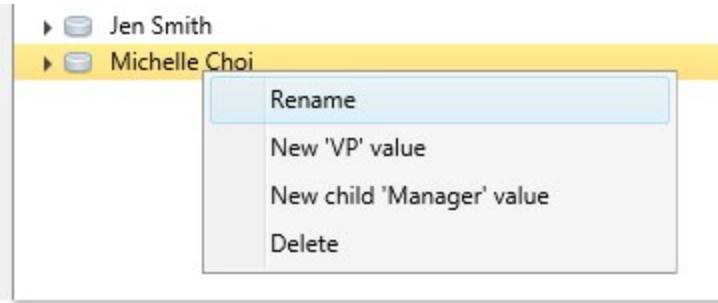 Jen Smith
Michelle Choi
Rename
New 'VP' value
New child 'Manager' value
Delete